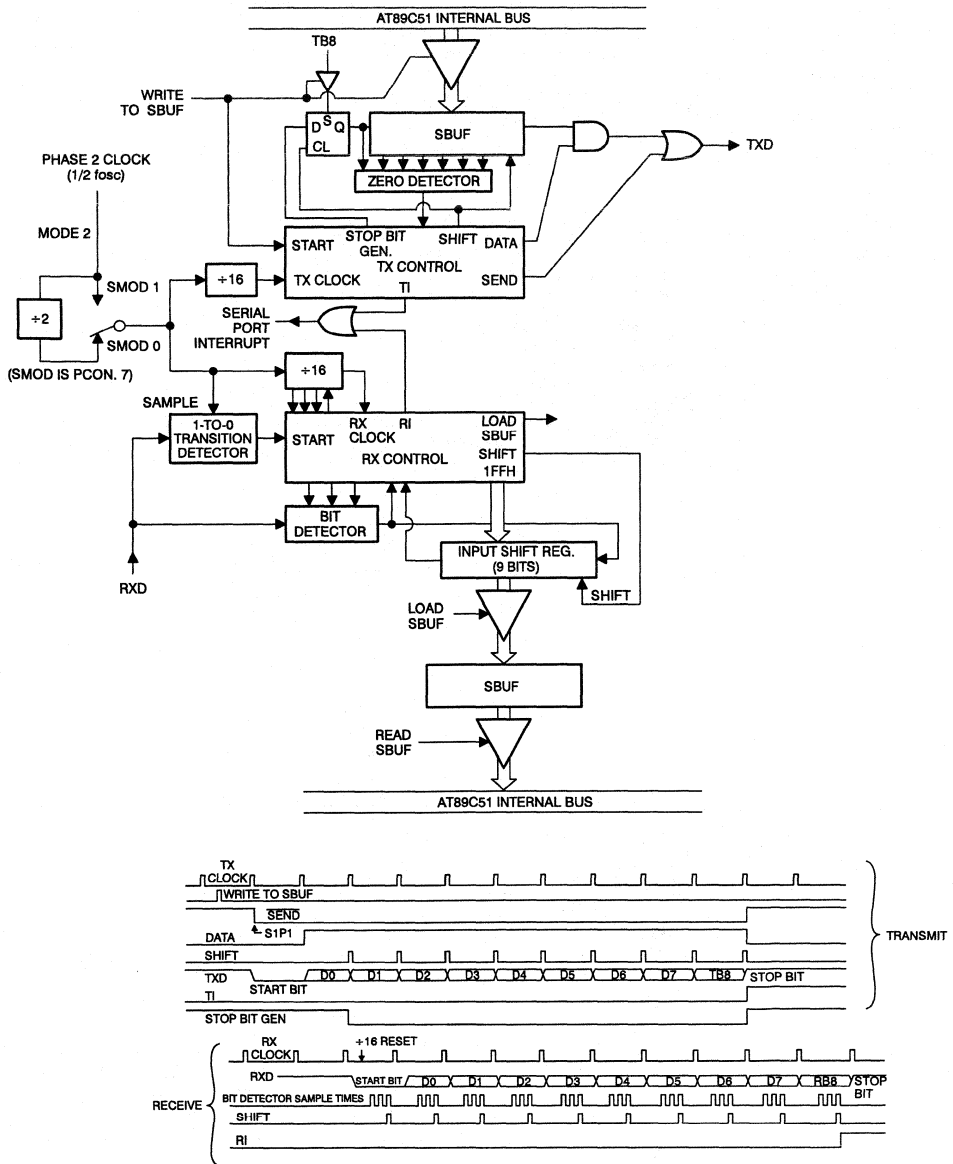 AT89C51 INTERNAL BUS
TB8
WRITE
TO SBUF
D S Q
CL
SBUF
TXD
PHASE 2 CLOCK
(1/2 fosc)
ZERO DETECTOR
MODE 2
START
STOP BIT
GEN.
SHIFT
DATA
TX CONTROL
÷16
TX CLOCK
TI
SEND
SMOD 1
÷2
SMOD 0
SERIAL
PORT
INTERRUPT
(SMOD IS PCON. 7)
÷16
SAMPLE
1-TO-0
TRANSITION
DETECTOR
START
RX
CLOCK
RI
LOAD
SBUF
RX CONTROL
SHIFT
1FFH
BIT
DETECTOR
INPUT SHIFT REG.
(9 BITS)
RXD
SHIFT
LOAD
SBUF
SBUF
READ
SBUF
AT89C51 INTERNAL BUS
TX
CLOCK
WRITE TO SBUF
SEND
S1P1
DATA
TRANSMIT
SHIFT
TXD
START BIT
D0 D1 D2 D3 D4 D5 D6 D7 TB8
STOP BIT
TI
STOP BIT GEN
RX
CLOCK
÷16 RESET
RXD
START BIT
D0 D1 D2 D3 D4 D5 D6 D7 RB8
STOP
BIT
RECEIVE
BIT DETECTOR SAMPLE TIMES
SHIFT
RI